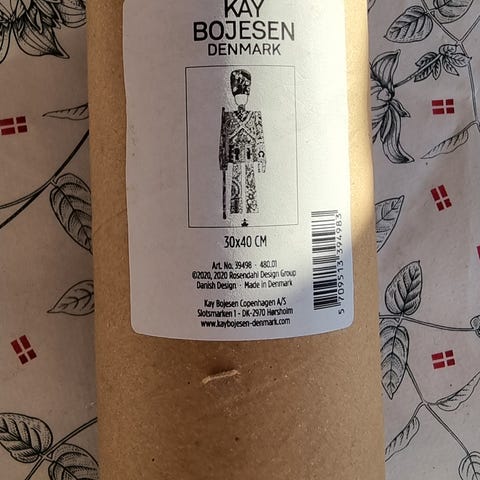 KAY
BOJESEN
DENMARK
30x40 CM
Art. No. 39498 · 480.01
©2020, 2020 Rosendahl Design Group
Danish Design · Made in Denmark
Kay Bojesen Copenhagen A/S
Slotsmarken 1 - DK-2970 Hørsholm
www.kaybojesen-denmark.com
5 709513 394983